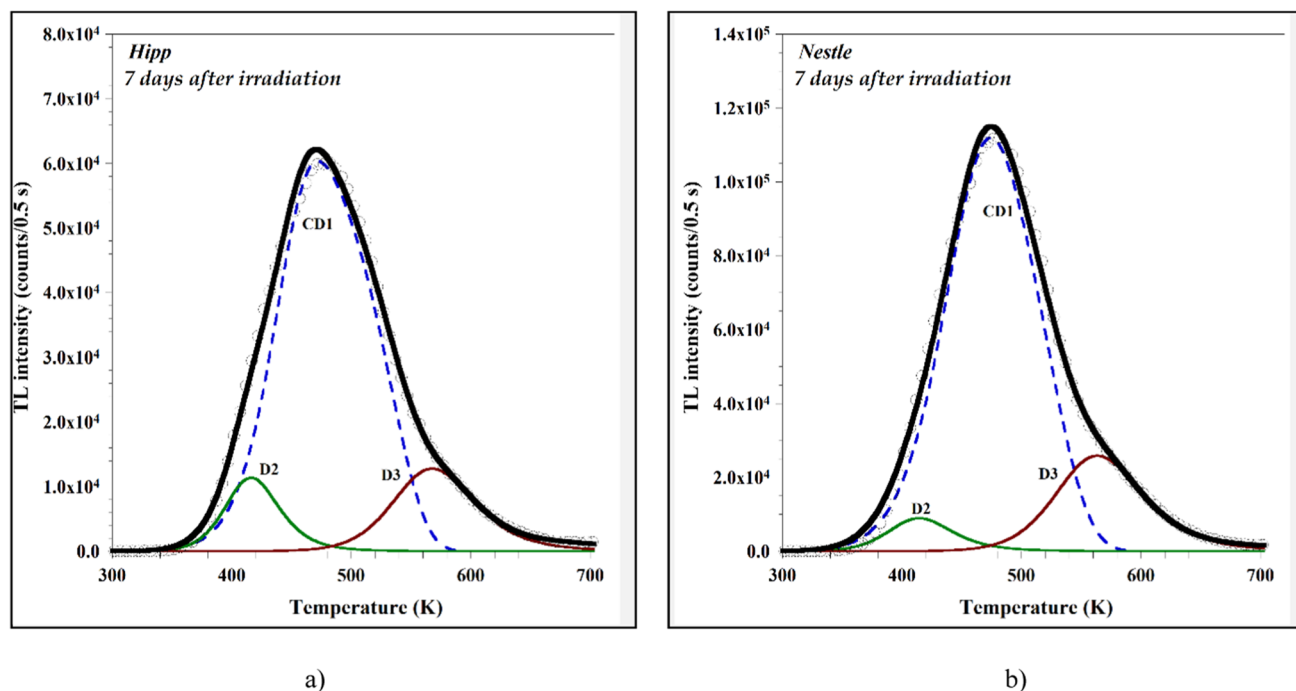 Hipp
7 days after irradiation
8.0x10⁴
7.0x10⁴
6.0x10⁴
5.0x10⁴
4.0x10⁴
3.0x10⁴
2.0x10⁴
1.0x10⁴
0.0
TL intensity (counts/0.5 s)
CD1
D2
D3
300 400 500 600 700
Temperature (K)
a)
Nestle
7 days after irradiation
1.4x10⁵
1.2x10⁵
1.0x10⁵
8.0x10⁴
6.0x10⁴
4.0x10⁴
2.0x10⁴
0.0
TL intensity (counts/0.5 s)
CD1
D2
D3
300 400 500 600 700
Temperature (K)
b)